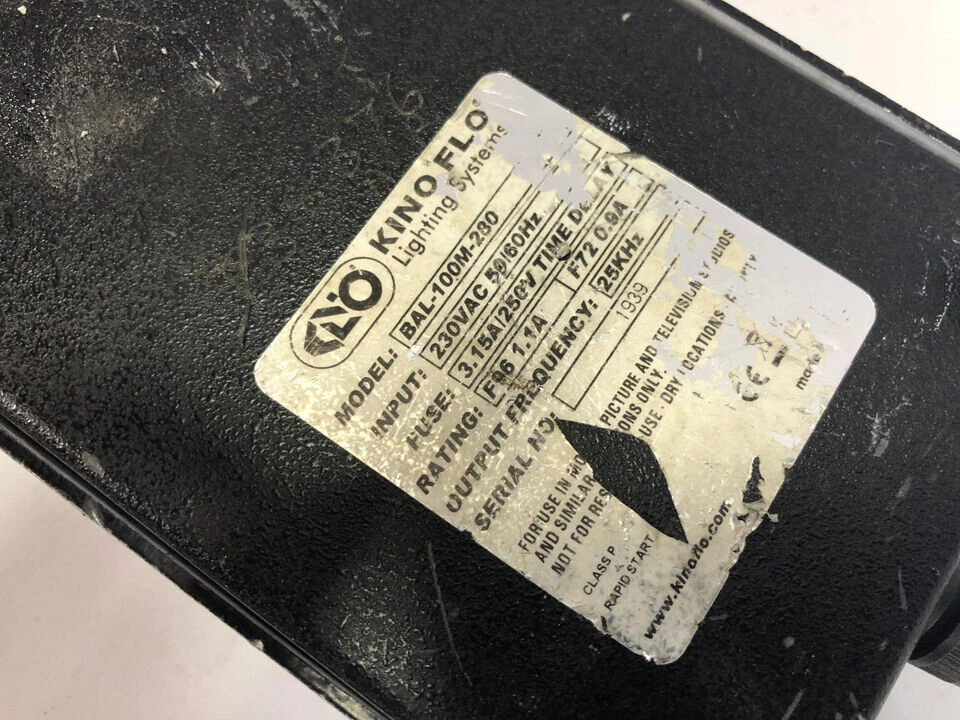 KINO FLO
Lighting Systems
MODEL: BAL-100M-230
INPUT: 230VAC 50/60Hz
FUSE: 3.15A/250V TIME DELAY
RATING: F96 1.1A F72 0.9A
OUTPUT FREQUENCY: 25KHz
SERIAL NO. 1939
FOR USE IN MO PICTURE AND TELEVISION STUDIOS
AND SIMILAR ONS ONLY.
NOT FOR RES USE - DRY LOCATIONS
CLASS P
RAPID START
CE
made
www.kinoflo.com